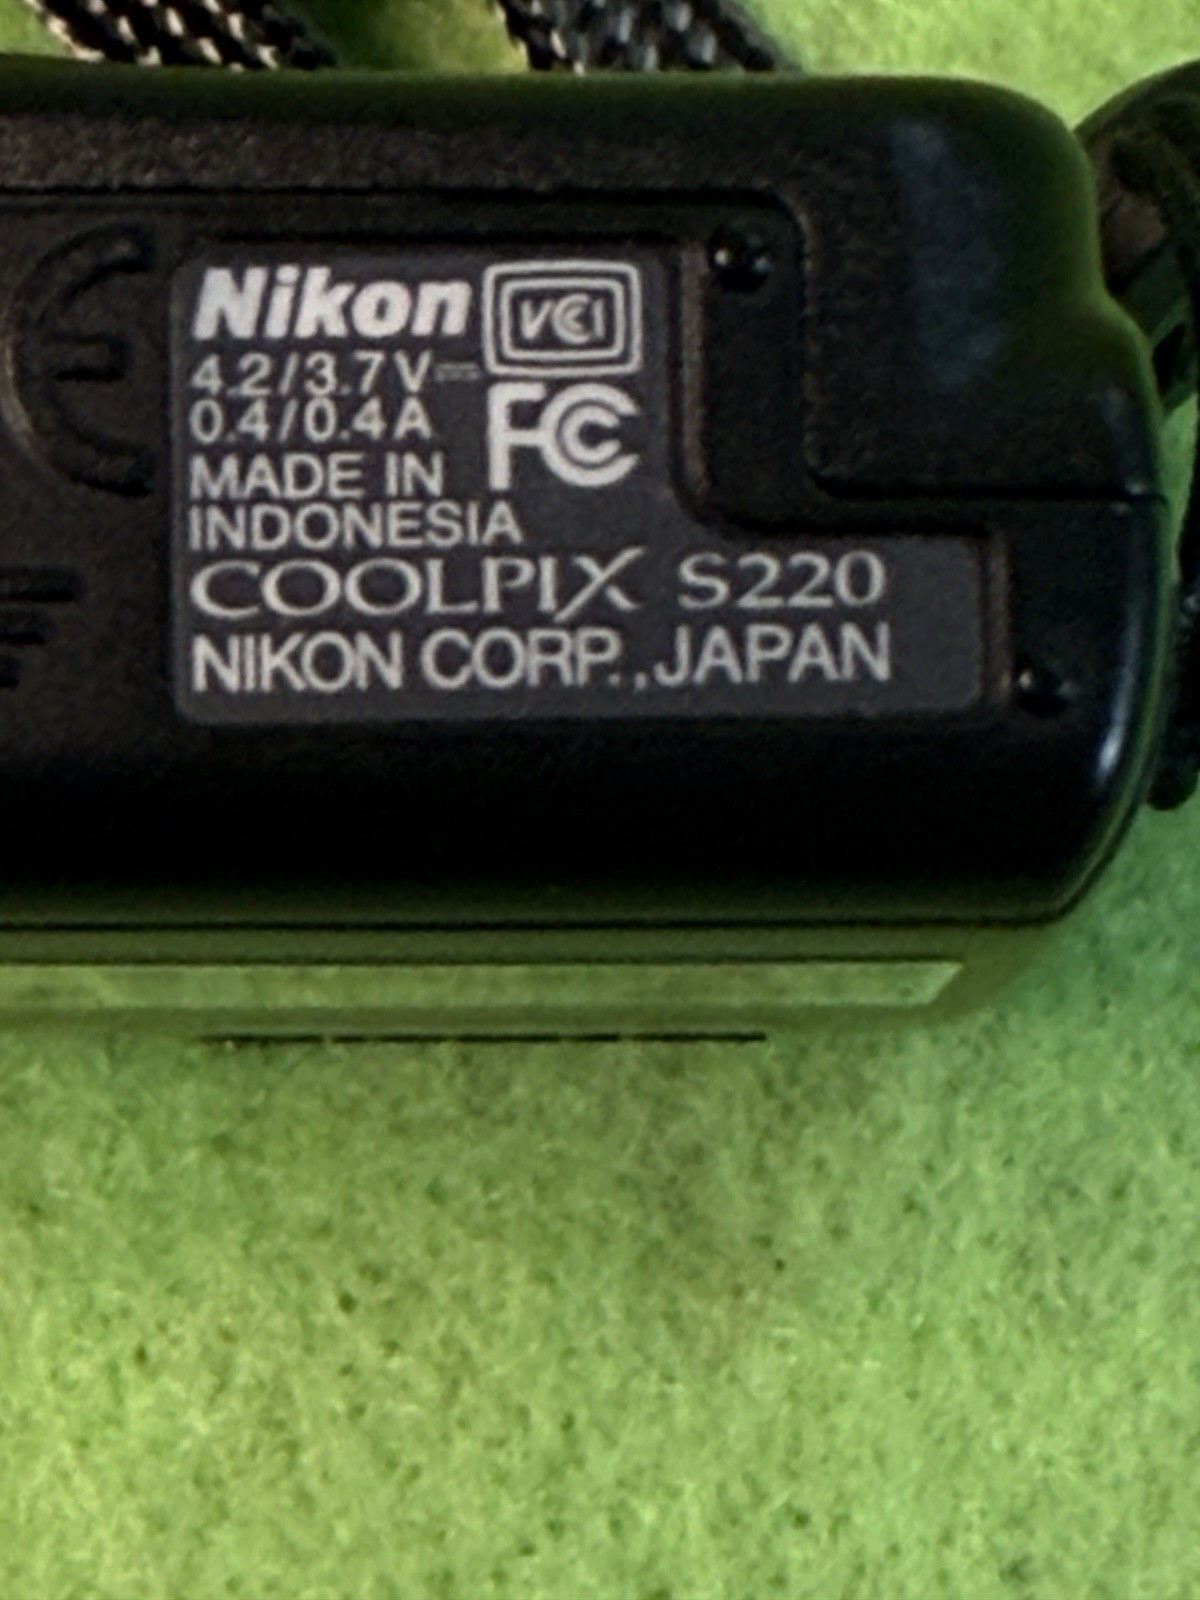 Nikon VCI
4.2/3.7V⎓
0.4/0.4A FC
MADE IN
INDONESIA
COOLPIX S220
NIKON CORP.,JAPAN
CE